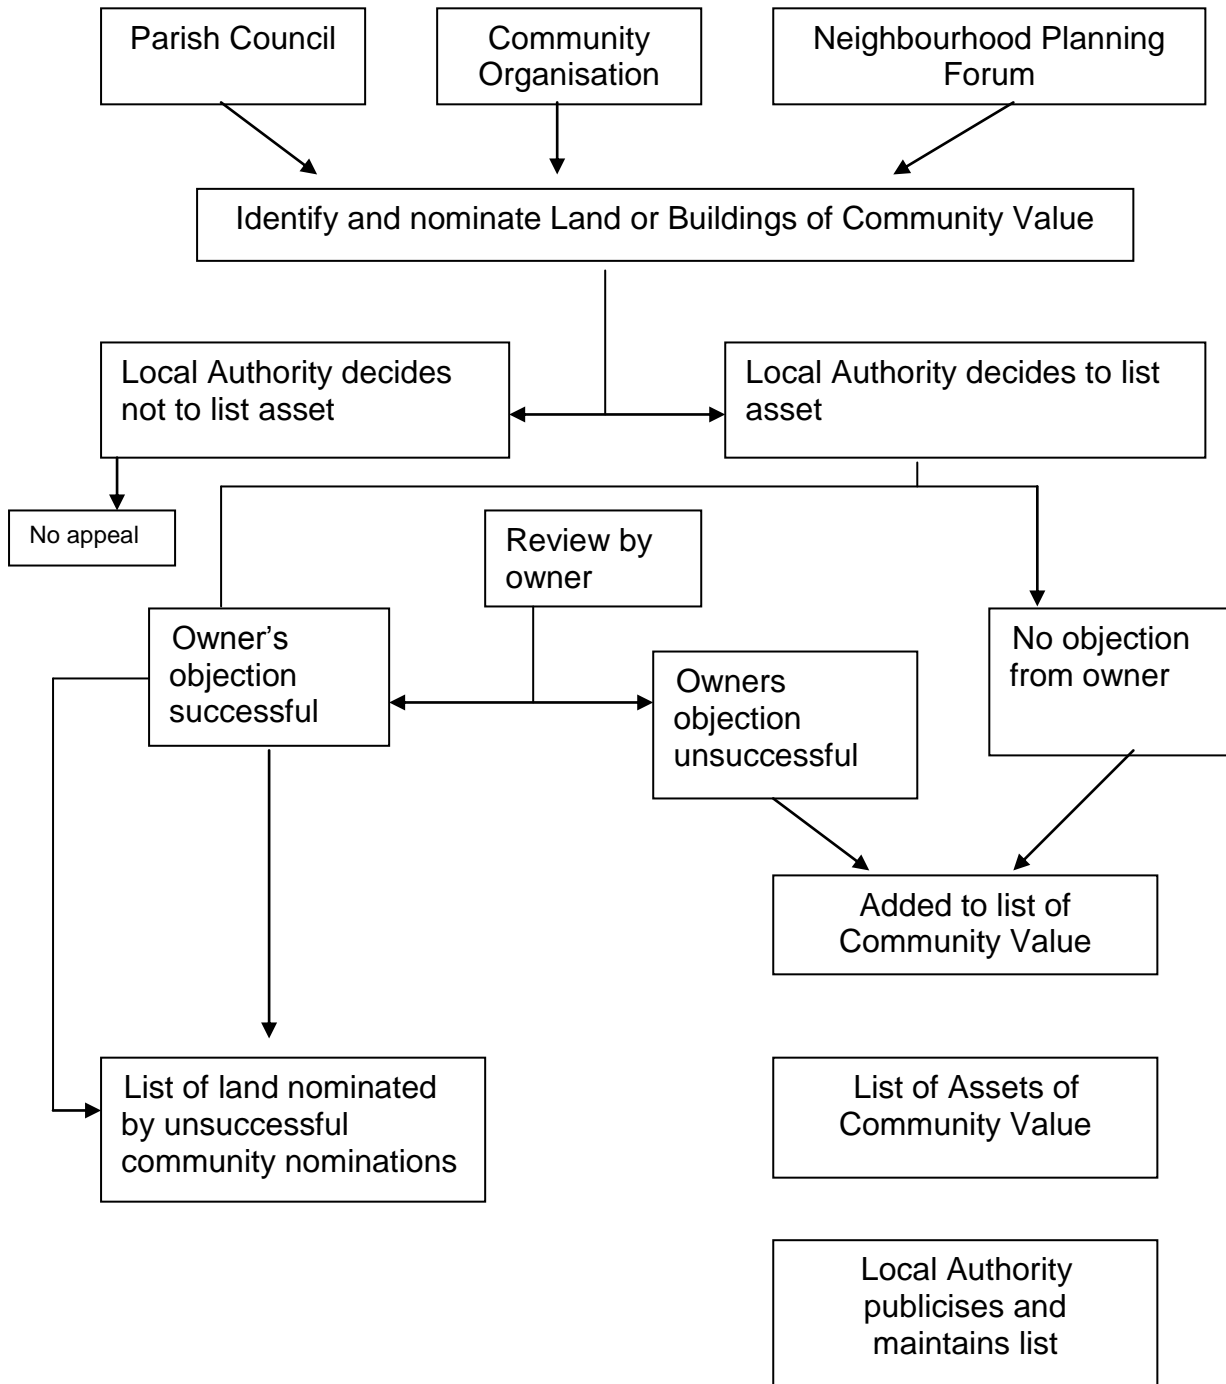 Parish Council
Community
Organisation
Neighbourhood Planning
Forum
Identify and nominate Land or Buildings of Community Value
Local Authority decides
not to list asset
Local Authority decides to list
asset
No appeal
Review by
owner
Owner’s
objection
successful
Owners
objection
unsuccessful
No objection
from owner
Added to list of
Community Value
List of land nominated
by unsuccessful
community nominations
List of Assets of
Community Value
Local Authority
publicises and
maintains list